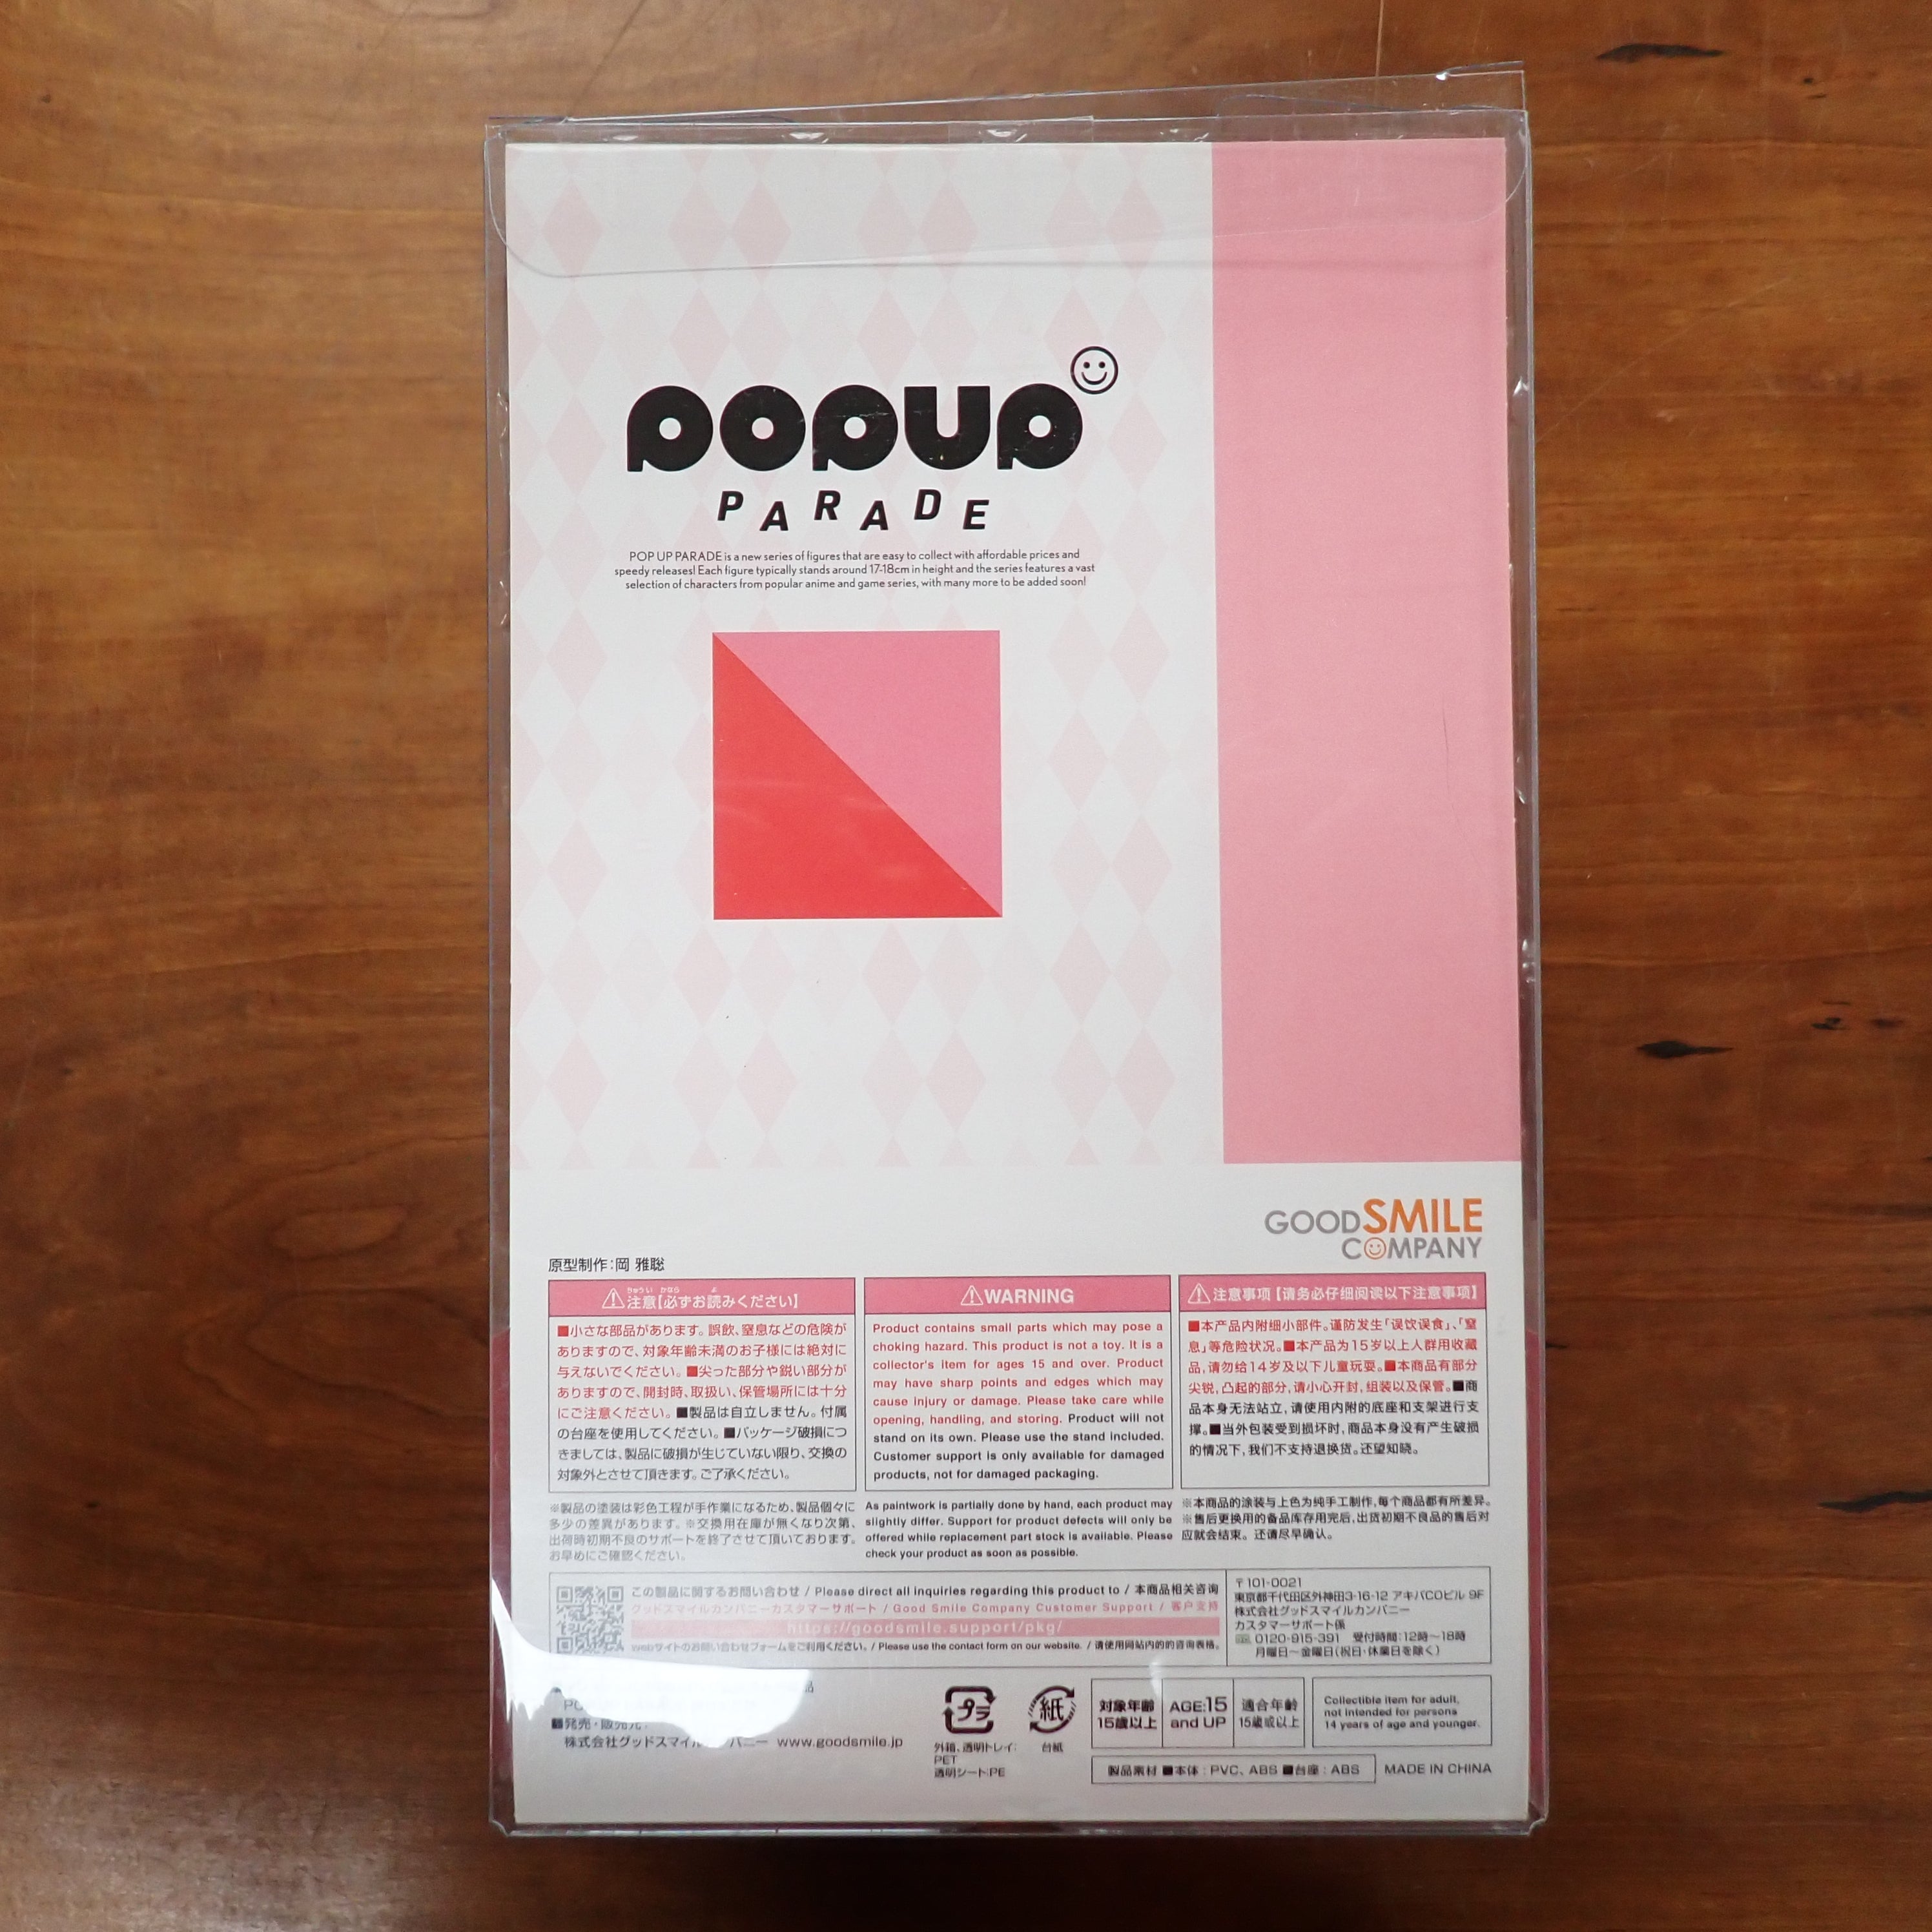 POPUP
PARADE
POP UP PARADE is a new series of figures that are easy to collect with affordable prices and
speedy releases! Each figure typically stands around 17-18cm in height and the series features a vast
selection of characters from popular anime and game series, with many more to be added soon!
GOODSMILE
COMPANY
原型制作：岡 雅聡
⚠注意【必ずお読みください】
■小さな部品があります。誤飲、窒息などの危険が
ありますので、対象年齢未満のお子様には絶対に
与えないでください。■尖った部分や鋭い部分が
ありますので、開封時、取扱い、保管場所には十分
にご注意ください。■製品は自立しません。付属
の台座を使用してください。■パッケージ破損につ
きましては、製品に破損が生じていない限り、交換の
対象外とさせて頂きます。ご了承ください。
※製品の塗装は彩色工程が手作業になるため、製品個々に
多少の差異があります。※交換用在庫が無くなり次第、
出荷時初期不良のサポートを終了させて頂いております。
お早めにご確認ください。
⚠WARNING
Product contains small parts which may pose a
choking hazard. This product is not a toy. It is a
collector's item for ages 15 and over. Product
may have sharp points and edges which may
cause injury or damage. Please take care while
opening, handling, and storing. Product will not
stand on its own. Please use the stand included.
Customer support is only available for damaged
products, not for damaged packaging.
As paintwork is partially done by hand, each product may
slightly differ. Support for product defects will only be
offered while replacement part stock is available. Please
check your product as soon as possible.
⚠注意事项【请务必仔细阅读以下注意事项】
■本产品内附细小部件。谨防发生「误饮误食」、「窒
息」等危险状况。■本产品为15岁以上人群用收藏
品，请勿给14岁及以下儿童玩耍。■本商品有部分
尖锐，凸起的部分，请小心开封，组装以及保管。■商
品本身无法站立，请使用内附的底座和支架进行支
撑。■当外包装受到损坏时，商品本身没有产生破损
的情况下，我们不支持退换货。还望知晓。
※本商品的涂装与上色为纯手工制作，每个商品都有所差异。
※售后更换用的备品库存用完后，出货初期不良品的售后对
应就会结束。还请尽早确认。
この製品に関するお問い合わせ / Please direct all inquiries regarding this product to / 本商品相关咨询
グッドスマイルカンパニーカスタマーサポート / Good Smile Company Customer Support / 客户支持
https://goodsmile.support/pkg/
webサイトのお問い合わせフォームをご利用ください。 / Please use the contact form on our website. / 请使用网站内的的咨询表格。
〒101-0021
東京都千代田区外神田3-16-12 アキバCOビル 9F
株式会社グッドスマイルカンパニー
カスタマーサポート係
0120-915-391 受付時間:12時～18時
月曜日～金曜日(祝日・休業日を除く)
品
■発売・販売元：
株式会社グッドスマイル パニー www.goodsmile.jp
プラ
外箱、透明トレイ:
PET
透明シート:PE
紙
台紙
対象年齢
15歳以上
AGE:15
and UP
適合年齢
15歲或以上
Collectible item for adult,
not intended for persons
14 years of age and younger.
製品素材 ■本体：PVC、ABS ■台座：ABS
MADE IN CHINA